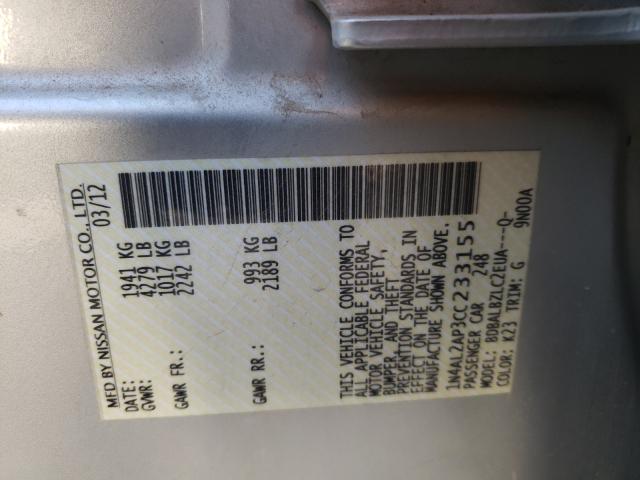 MFD BY NISSAN MOTOR CO., LTD.
DATE: 03/12
GVWR: 1941 KG
4279 LB
GAWR FR.: 1017 KG
2242 LB
GAWR RR.: 993 KG
2189 LB
THIS VEHICLE CONFORMS TO
ALL APPLICABLE FEDERAL
MOTOR VEHICLE SAFETY,
BUMPER, AND THEFT
PREVENTION STANDARDS IN
EFFECT ON THE DATE OF
MANUFACTURE SHOWN ABOVE.
1N4AL2AP3CC233155
PASSENGER CAR 248
MODEL: BDBALBZLC2EUA---Q-
COLOR: K23 TRIM: G 9N00A